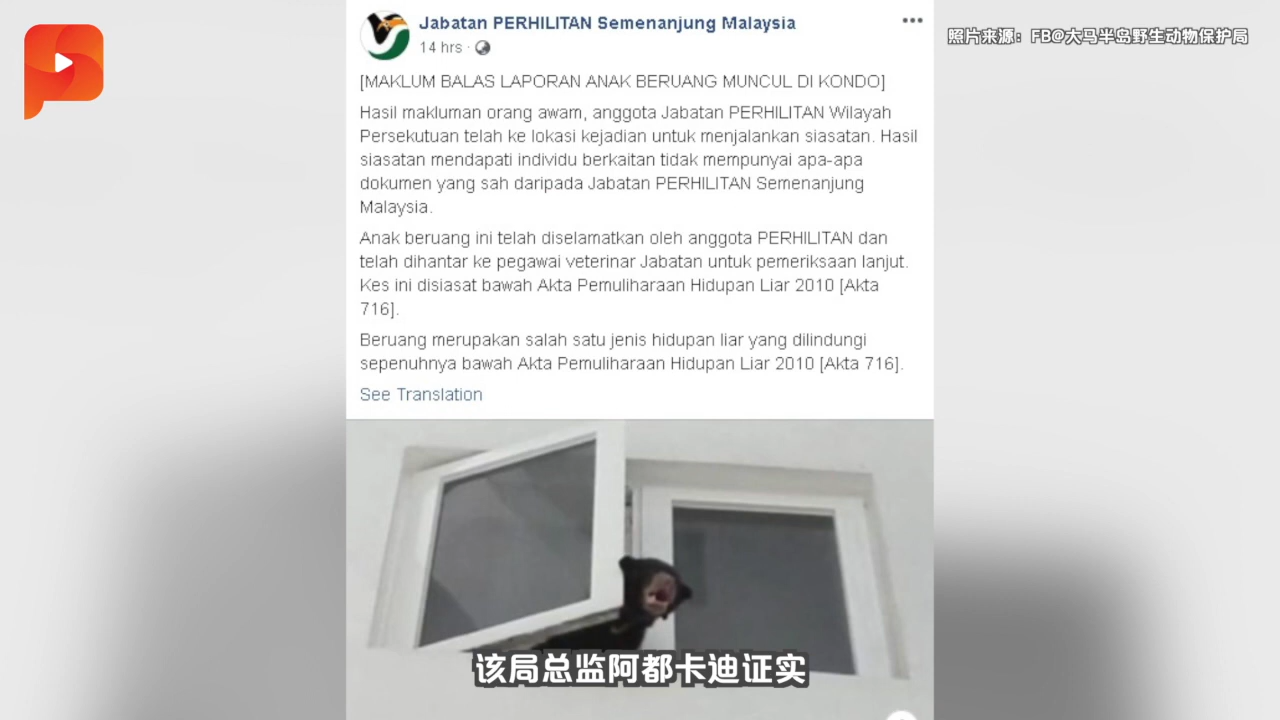 Jabatan PERHILITAN Semenanjung Malaysia
14 hrs ·
照片来源：FB@大马半岛野生动物保护局
[MAKLUM BALAS LAPORAN ANAK BERUANG MUNCUL DI KONDO]
Hasil makluman orang awam, anggota Jabatan PERHILITAN Wilayah
Persekutuan telah ke lokasi kejadian untuk menjalankan siasatan. Hasil
siasatan mendapati individu berkaitan tidak mempunyai apa-apa
dokumen yang sah daripada Jabatan PERHILITAN Semenanjung
Malaysia.
Anak beruang ini telah diselamatkan oleh anggota PERHILITAN dan
telah dihantar ke pegawai veterinar Jabatan untuk pemeriksaan lanjut.
Kes ini disiasat bawah Akta Pemuliharaan Hidupan Liar 2010 [Akta
716].
Beruang merupakan salah satu jenis hidupan liar yang dilindungi
sepenuhnya bawah Akta Pemuliharaan Hidupan Liar 2010 [Akta 716].
See Translation
该局总监阿都卡迪证实